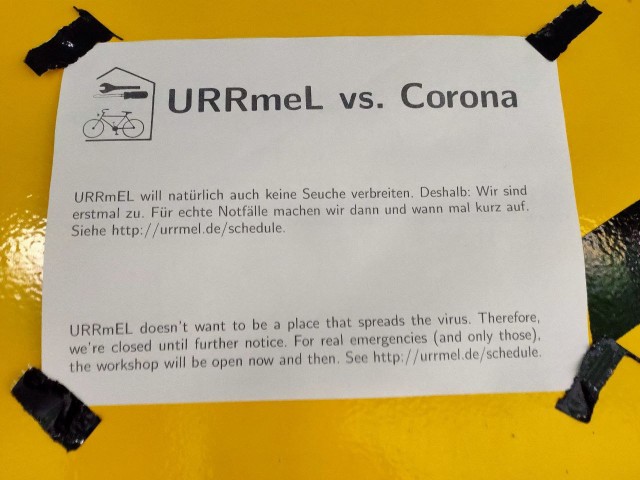 URRmeL vs. Corona
URRmEL will natürlich auch keine Seuche verbreiten. Deshalb: Wir sind
erstmal zu. Für echte Notfälle machen wir dann und wann mal kurz auf.
Siehe http://urrmel.de/schedule.
URRmEL doesn't want to be a place that spreads the virus. Therefore,
we're closed until further notice. For real emergencies (and only those),
the workshop will be open now and then. See http://urrmel.de/schedule.